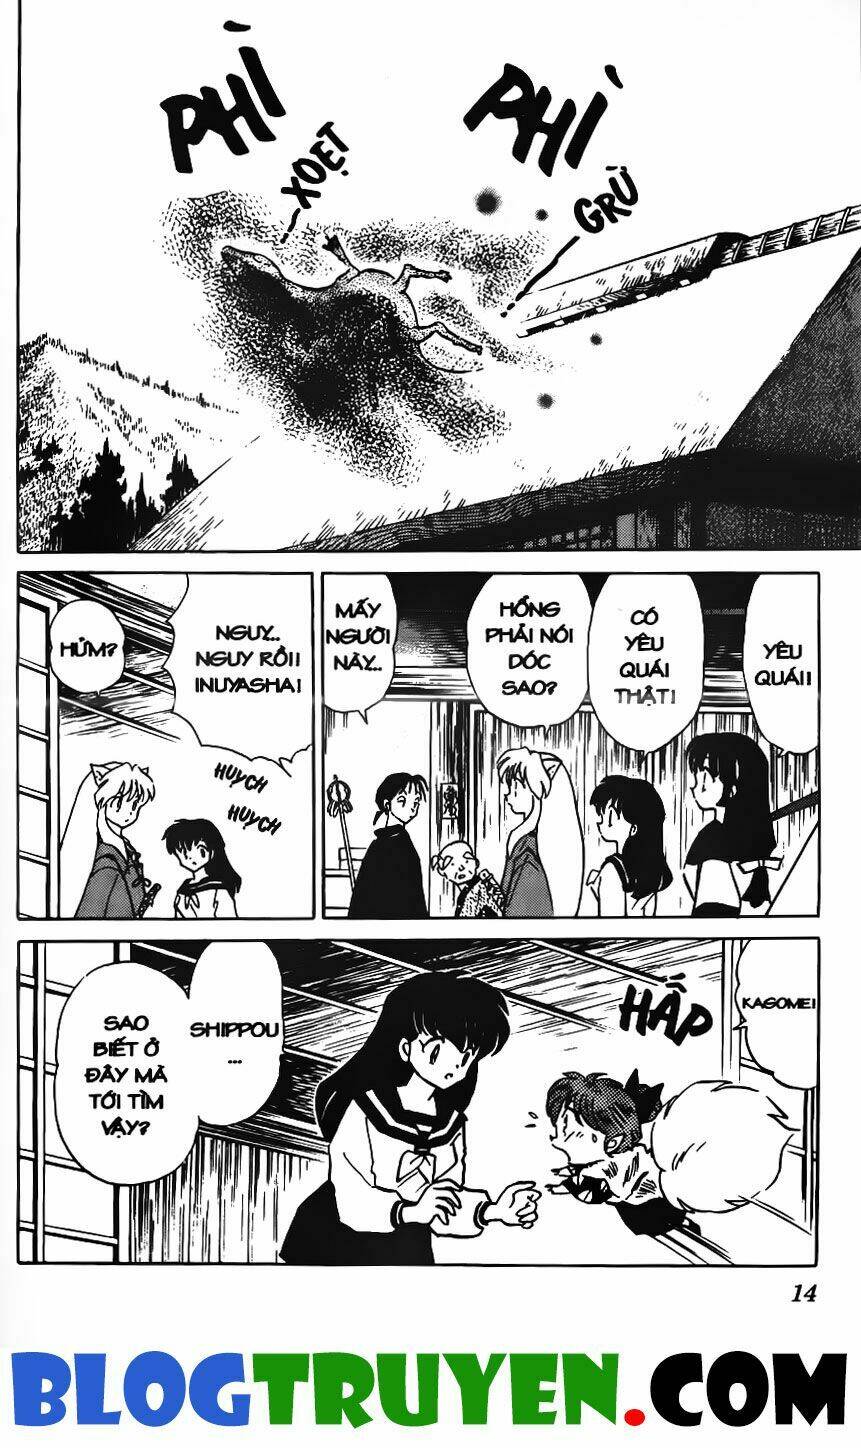 PHÌ
XOẸT
PHÌ
GRỪ
YÊU
QUÁI!
CÓ
YÊU
QUÁI
THẬT!
HỔNG
PHẢI NÓI
DÓC
SAO?
MẤY
NGƯỜI
NÀY...
NGUY..
NGUY RỒI!
INUYASHA!
HỬM?
HUỴCH
HUỴCH
KAGOME!
HẤP
SHIPPOU
...
SAO
BIẾT Ở
ĐÂY MÀ
TỚI TÌM
VẬY?
14
BLOGTRUYEN.COM